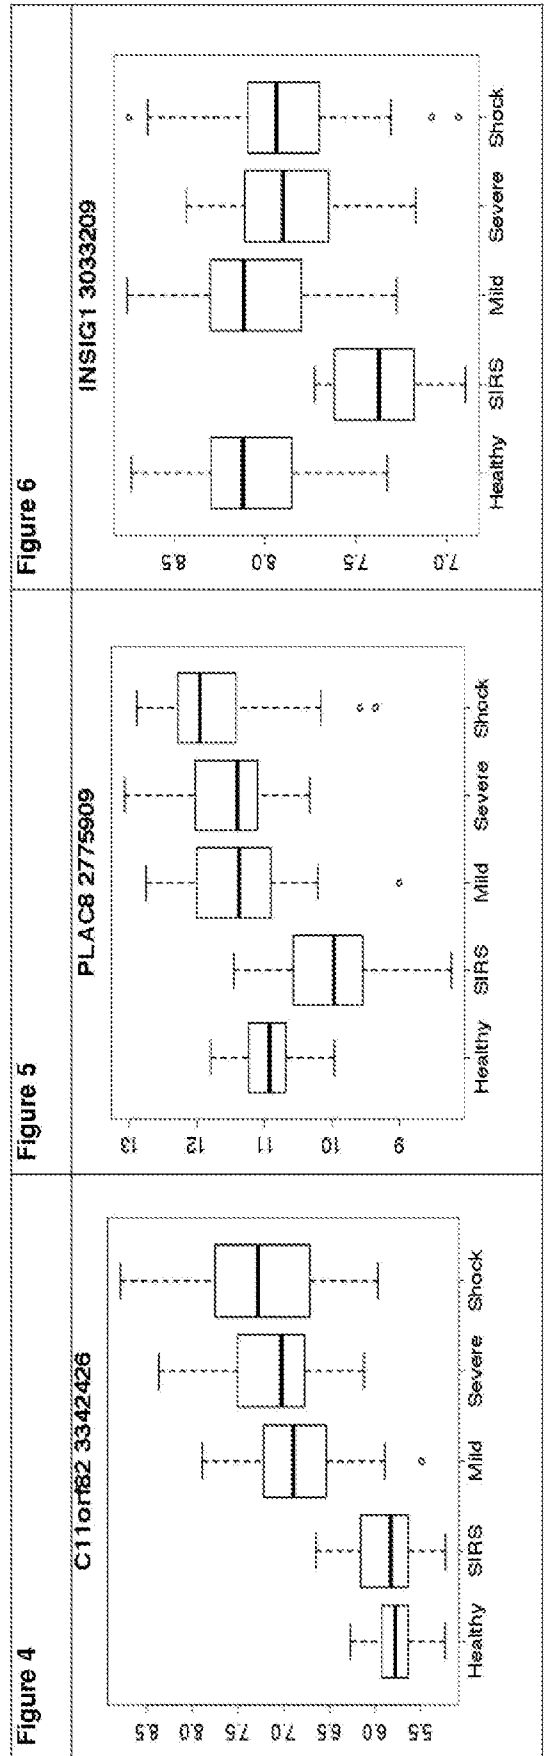 Figure 4
C11orf82 3342426
8.5
8.0
7.5
7.0
6.5
6.0
5.5
Healthy SIRS Mild Severe Shock
Figure 5
PLAC8 2775909
13
12
11
10
9
Healthy SIRS Mild Severe Shock
Figure 6
INSIG1 3033209
8.5
8.0
7.5
7.0
Healthy SIRS Mild Severe Shock